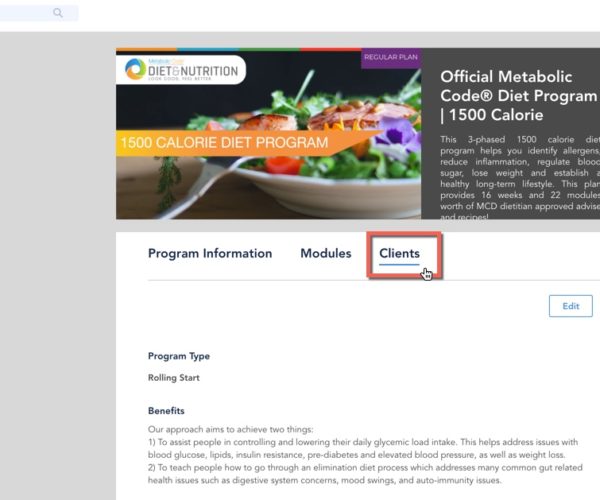 REGULAR PLAN
Metabolic Code
DIET&NUTRITION
LOOK GOOD, FEEL BETTER
1500 CALORIE DIET PROGRAM
Official Metabolic
Code® Diet Program
| 1500 Calorie
This 3-phased 1500 calorie diet
program helps you identify allergens,
reduce inflammation, regulate blood
sugar, lose weight and establish a
healthy long-term lifestyle. This plan
provides 16 weeks and 22 modules
worth of MCD dietitian approved advise
and recipes!
Program Information Modules Clients
Edit
Program Type
Rolling Start
Benefits
Our approach aims to achieve two things:
1) To assist people in controlling and lowering their daily glycemic load intake. This helps address issues with
blood glucose, lipids, insulin resistance, pre-diabetes and elevated blood pressure, as well as weight loss.
2) To teach people how to go through an elimination diet process which addresses many common gut related
health issues such as digestive system concerns, mood swings, and auto-immunity issues.